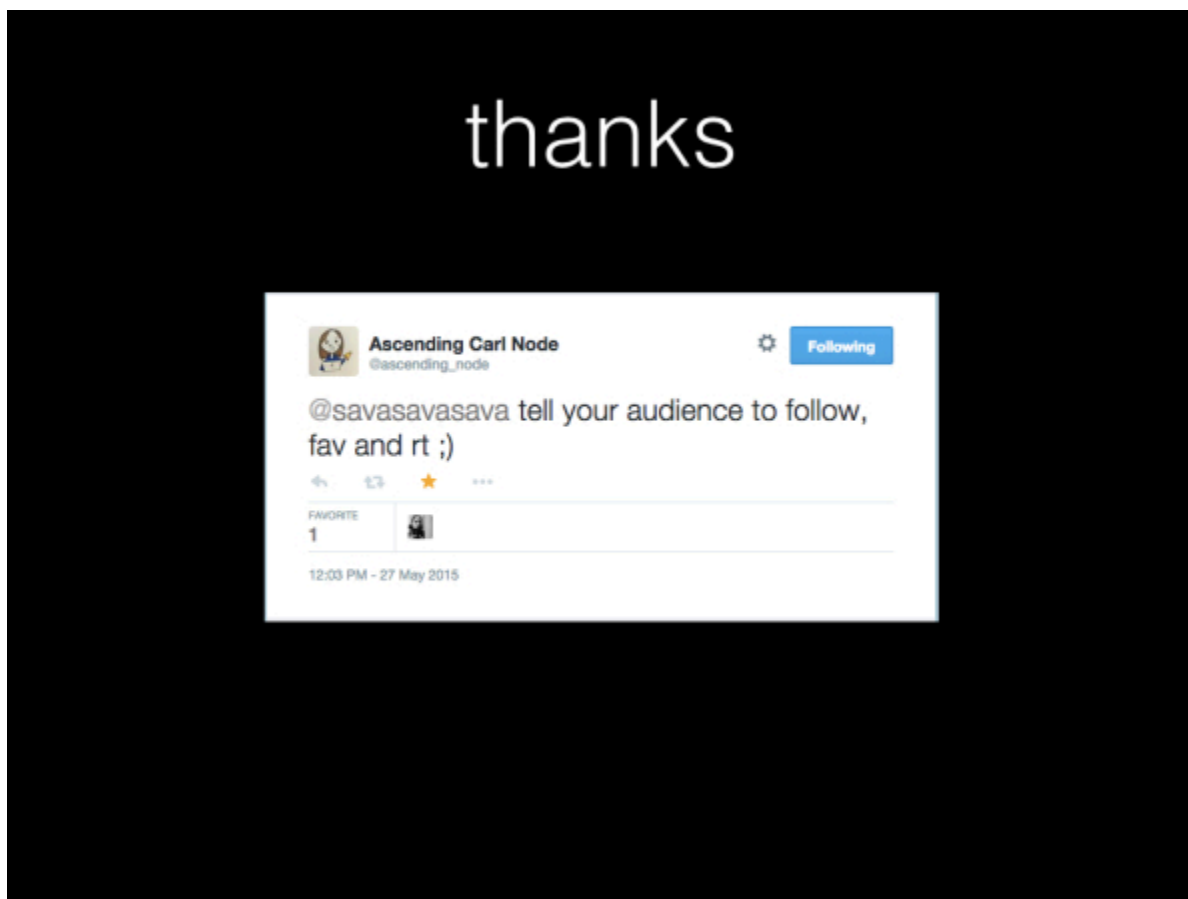 thanks
Ascending Carl Node
Following
@ascending_node
@savasavasava tell your audience to follow,
fav and rt ;)
FAVORITE
1
12:03 PM - 27 May 2015